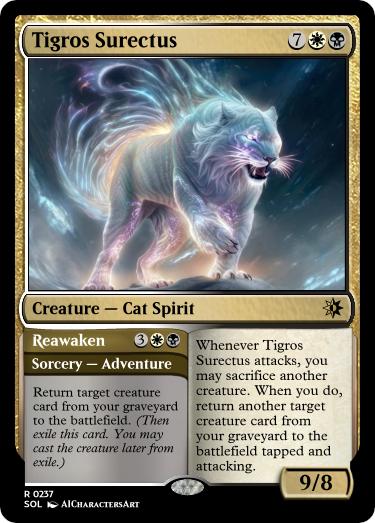 Tigros Surectus 7
Creature — Cat Spirit
Reawaken 3
Sorcery — Adventure
Return target creature
card from your graveyard
to the battlefield. (Then
exile this card. You may
cast the creature later from
exile.)
Whenever Tigros
Surectus attacks, you
may sacrifice another
creature. When you do,
return another target
creature card from
your graveyard to the
battlefield tapped and
attacking.
9/8
R 0237
SOL AICharactersArt